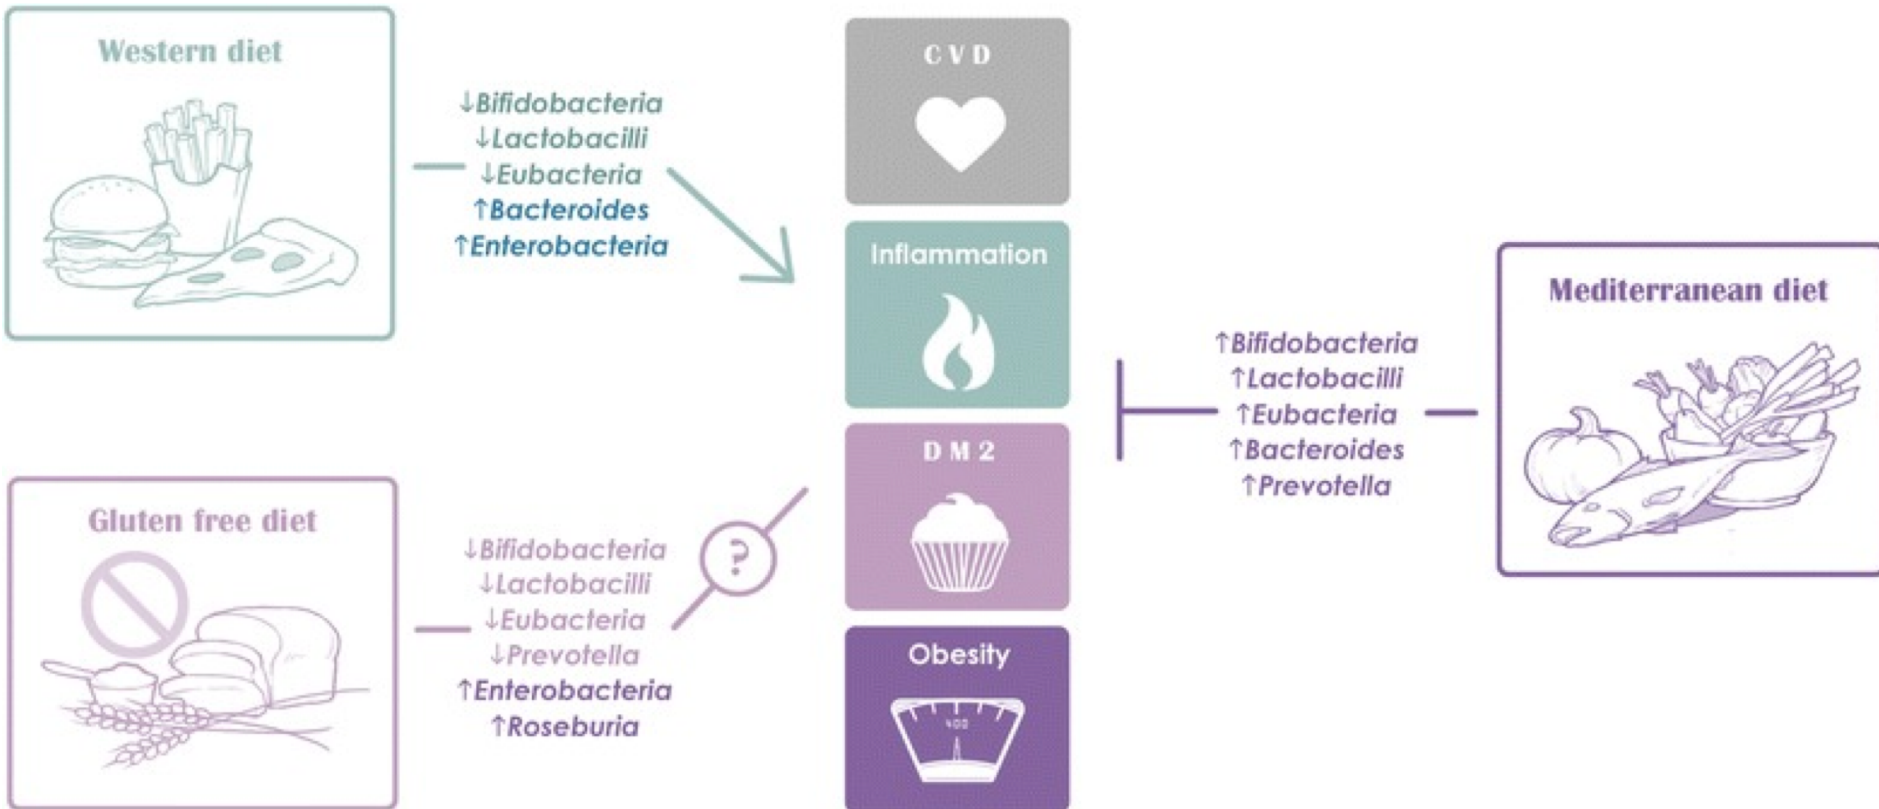 Western diet
↓Bifidobacteria
↓Lactobacilli
↓Eubacteria
↑Bacteroides
↑Enterobacteria
Gluten free diet
↓Bifidobacteria
↓Lactobacilli
↓Eubacteria
↓Prevotella
↑Enterobacteria
↑Roseburia
?
CVD
Inflammation
DM2
Obesity
400
↑Bifidobacteria
↑Lactobacilli
↑Eubacteria
↑Bacteroides
↑Prevotella
Mediterranean diet